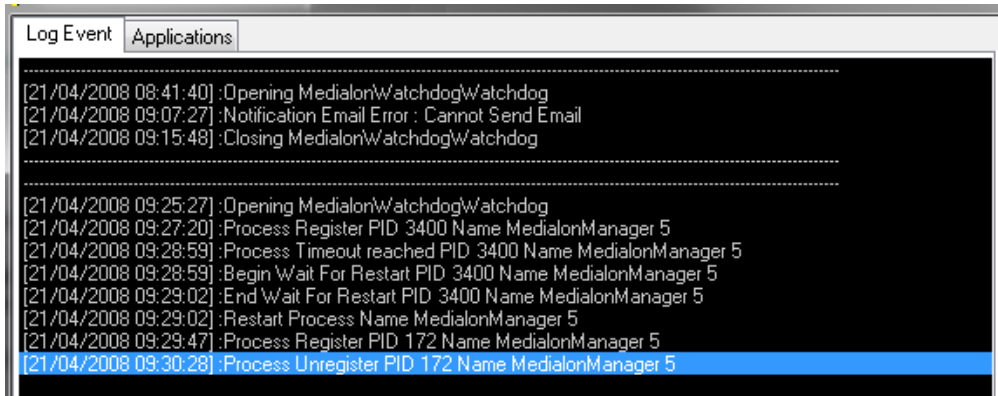 Log Event Applications
[21/04/2008 08:41:40] :Opening MedialonWatchdogWatchdog
[21/04/2008 09:07:27] :Notification Email Error : Cannot Send Email
[21/04/2008 09:15:48] :Closing MedialonWatchdogWatchdog
[21/04/2008 09:25:27] :Opening MedialonWatchdogWatchdog
[21/04/2008 09:27:20] :Process Register PID 3400 Name MedialonManager 5
[21/04/2008 09:28:59] :Process Timeout reached PID 3400 Name MedialonManager 5
[21/04/2008 09:28:59] :Begin Wait For Restart PID 3400 Name MedialonManager 5
[21/04/2008 09:29:02] :End Wait For Restart PID 3400 Name MedialonManager 5
[21/04/2008 09:29:02] :Restart Process Name MedialonManager 5
[21/04/2008 09:29:47] :Process Register PID 172 Name MedialonManager 5
[21/04/2008 09:30:28] :Process Unregister PID 172 Name MedialonManager 5